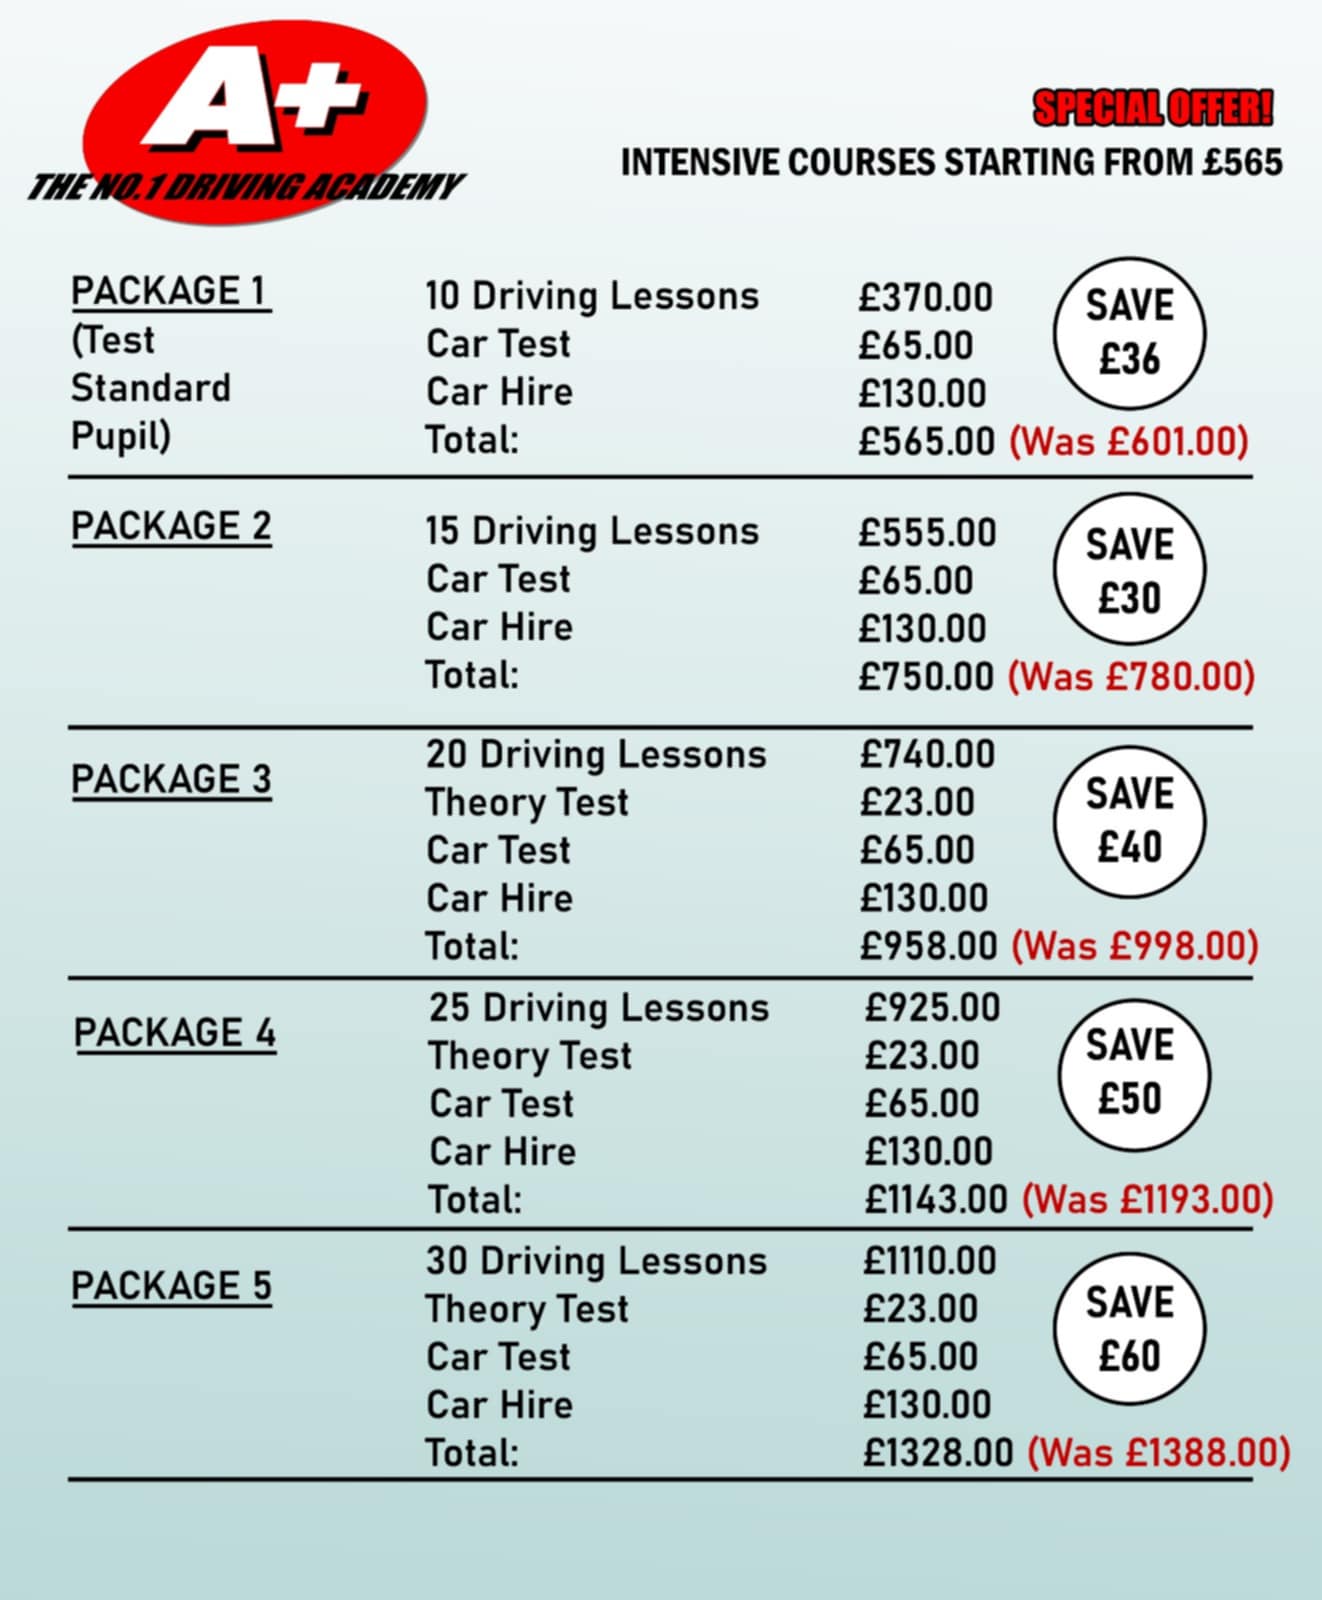 A+
THE NO.1 DRIVING ACADEMY
SPECIAL OFFER!
INTENSIVE COURSES STARTING FROM £565
PACKAGE 1
(Test
Standard
Pupil)
10 Driving Lessons £370.00
Car Test £65.00
Car Hire £130.00
Total: £565.00 (Was £601.00)
SAVE
£36
PACKAGE 2
15 Driving Lessons £555.00
Car Test £65.00
Car Hire £130.00
Total: £750.00 (Was £780.00)
SAVE
£30
PACKAGE 3
20 Driving Lessons £740.00
Theory Test £23.00
Car Test £65.00
Car Hire £130.00
Total: £958.00 (Was £998.00)
SAVE
£40
PACKAGE 4
25 Driving Lessons £925.00
Theory Test £23.00
Car Test £65.00
Car Hire £130.00
Total: £1143.00 (Was £1193.00)
SAVE
£50
PACKAGE 5
30 Driving Lessons £1110.00
Theory Test £23.00
Car Test £65.00
Car Hire £130.00
Total: £1328.00 (Was £1388.00)
SAVE
£60